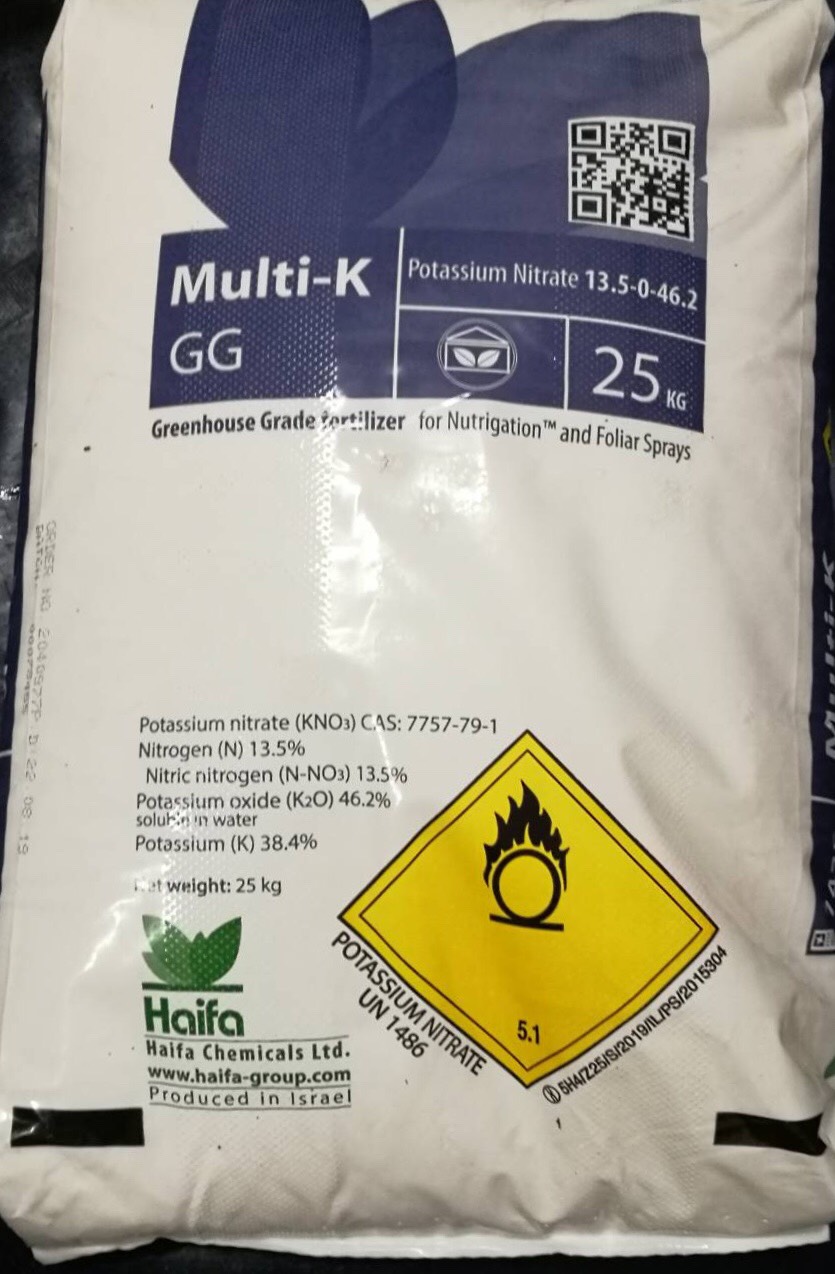 Multi-K
GG
Potassium Nitrate 13.5-0-46.2
25 KG
Greenhouse Grade fertilizer for Nutrigation™ and Foliar Sprays
ORDER NO
Potassium nitrate (KNO₃) CAS: 7757-79-1
Nitrogen (N) 13.5%
Nitric nitrogen (N-NO₃) 13.5%
Potassium oxide (K₂O) 46.2%
soluble in water
Potassium (K) 38.4%
Net weight: 25 kg
Haifa
Haifa Chemicals Ltd.
www.haifa-group.com
Produced in Israel
5.1
POTASSIUM NITRATE
UN 1486
5H4/Z25/S/2019/IL/PS/2015304
Multi-K